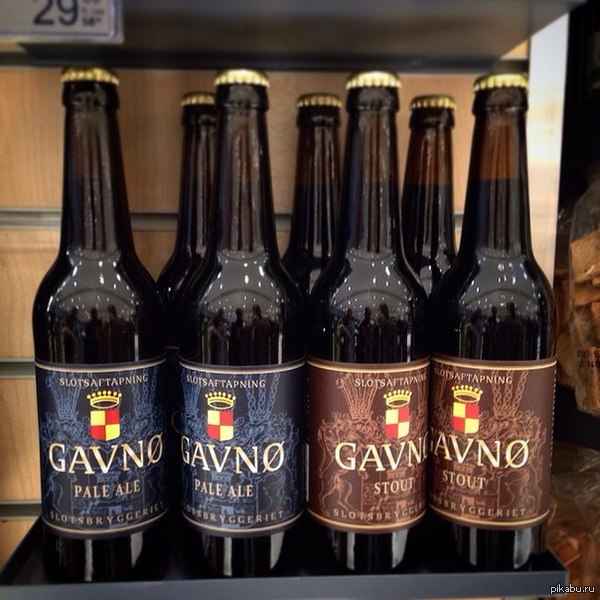 29
SLOTSAFTAPNING
GAVNØ
PALE ALE
SLOTSBRYGGERIET
SLOTSAFTAPNING
GAVNØ
PALE ALE
SLOTSBRYGGERIET
SLOTSAFTAPNING
GAVN
STOUT
SLOTSBRYGGERIET
SLOTSAFTAPNING
GAVNØ
STOUT
SLOTSBRYGGERIET
pikabu.ru